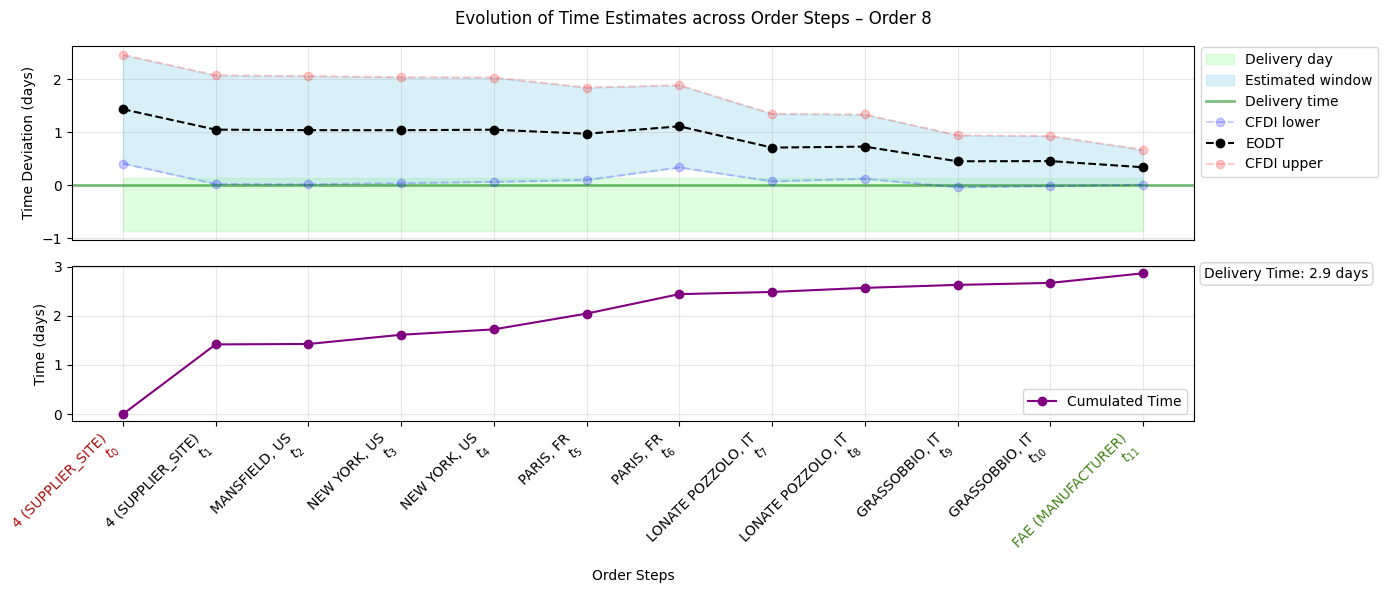 Evolution of Time Estimates across Order Steps – Order 8
Time Deviation (days)
2
1
0
−1
Delivery day
Estimated window
Delivery time
CFDI lower
EODT
CFDI upper
Time (days)
3
2
1
0
Delivery Time: 2.9 days
Cumulated Time
4 (SUPPLIER_SITE)
t0
4 (SUPPLIER_SITE)
t1
MANSFIELD, US
t2
NEW YORK, US
t3
NEW YORK, US
t4
PARIS, FR
t5
PARIS, FR
t6
LONATE POZZOLO, IT
t7
LONATE POZZOLO, IT
t8
GRASSOBBIO, IT
t9
GRASSOBBIO, IT
t10
FAE (MANUFACTURER)
t11
Order Steps